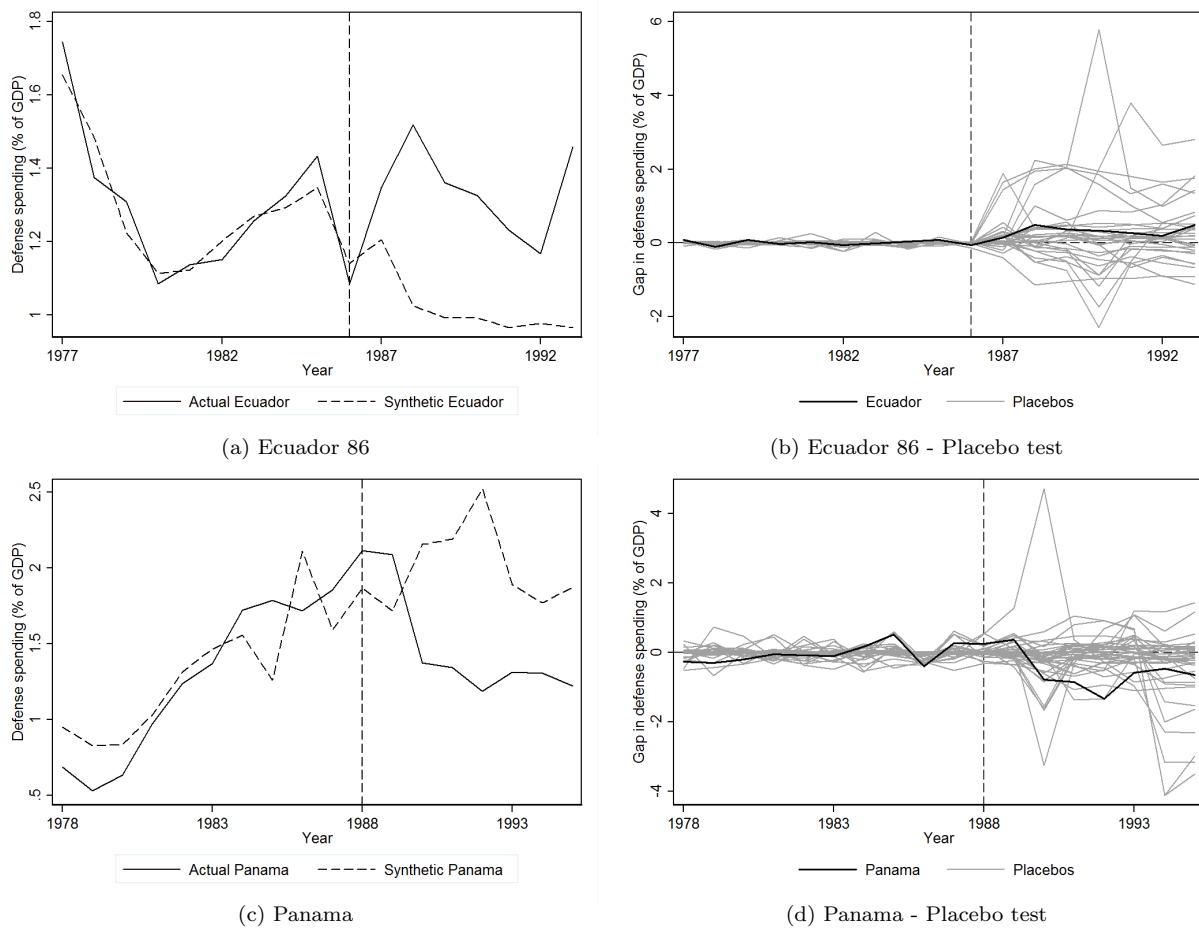 Defense spending (% of GDP)
1 1.2 1.4 1.6 1.8
1977 1982 1987 1992
Year
Actual Ecuador Synthetic Ecuador
(a) Ecuador 86
Gap in defense spending (% of GDP)
-2 0 2 4 6
1977 1982 1987 1992
Year
Ecuador Placebos
(b) Ecuador 86 - Placebo test
Defense spending (% of GDP)
.5 1 1.5 2 2.5
1978 1983 1988 1993
Year
Actual Panama Synthetic Panama
(c) Panama
Gap in defense spending (% of GDP)
-4 -2 0 2 4
1978 1983 1988 1993
Year
Panama Placebos
(d) Panama - Placebo test